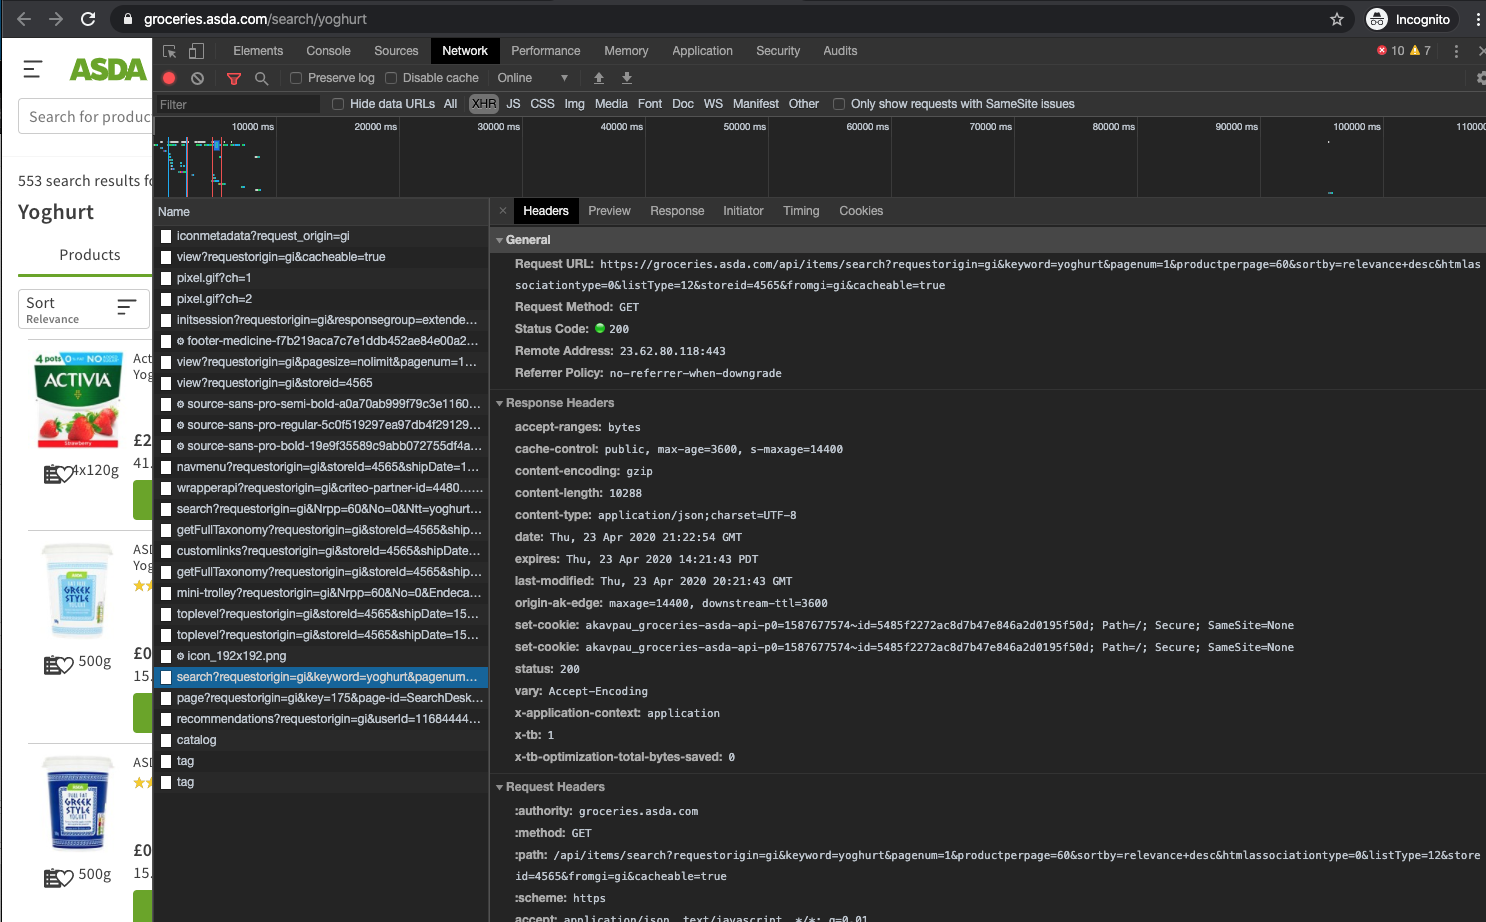 groceries.asda.com/search/yoghurt
Incognito
Elements Console Sources Network Performance Memory Application Security Audits
10 7
Preserve log Disable cache Online
Filter
Hide data URLs All XHR JS CSS Img Media Font Doc WS Manifest Other Only show requests with SameSite issues
10000 ms 20000 ms 30000 ms 40000 ms 50000 ms 60000 ms 70000 ms 80000 ms 90000 ms 100000 ms 11000
ASDA
Search for produc
553 search results fo
Yoghurt
Products
Sort
Relevance
4 pots
ACTIVIA
Strawberry
Act
Yog
£2
41.
4x120g
ASD
Yog
GREEK
STYLE
£0
15.
500g
ASD
GREEK
STYLE
£0
15.
500g
Name
iconmetadata?request_origin=gi
view?requestorigin=gi&cacheable=true
pixel.gif?ch=1
pixel.gif?ch=2
initsession?requestorigin=gi&responsegroup=extende...
footer-medicine-f7b219aca7c7e1ddb452ae84e00a2...
view?requestorigin=gi&pagesize=nolimit&pagenum=1...
view?requestorigin=gi&storeid=4565
source-sans-pro-semi-bold-a0a70ab999f79c3e1160...
source-sans-pro-regular-5c0f519297ea97db4f29129...
source-sans-pro-bold-19e9f35589c9abb072755df4a...
navmenu?requestorigin=gi&storeId=4565&shipDate=1...
wrapperapi?requestorigin=gi&criteo-partner-id=4480......
search?requestorigin=gi&Nrpp=60&No=0&Ntt=yoghurt...
getFullTaxonomy?requestorigin=gi&storeId=4565&ship...
customlinks?requestorigin=gi&storeId=4565&shipDate...
getFullTaxonomy?requestorigin=gi&storeId=4565&ship...
mini-trolley?requestorigin=gi&Nrpp=60&No=0&Endeca...
toplevel?requestorigin=gi&storeId=4565&shipDate=15...
toplevel?requestorigin=gi&storeId=4565&shipDate=15...
icon_192x192.png
search?requestorigin=gi&keyword=yoghurt&pagenum...
page?requestorigin=gi&key=175&page-id=SearchDesk...
recommendations?requestorigin=gi&userId=11684444...
catalog
tag
tag
Headers Preview Response Initiator Timing Cookies
General
Request URL: https://groceries.asda.com/api/items/search?requestorigin=gi&keyword=yoghurt&pagenum=1&productperpage=60&sortby=relevance+desc&htmlas
sociationtype=0&listType=12&storeid=4565&fromgi=gi&cacheable=true
Request Method: GET
Status Code: 200
Remote Address: 23.62.80.118:443
Referrer Policy: no-referrer-when-downgrade
Response Headers
accept-ranges: bytes
cache-control: public, max-age=3600, s-maxage=14400
content-encoding: gzip
content-length: 10288
content-type: application/json;charset=UTF-8
date: Thu, 23 Apr 2020 21:22:54 GMT
expires: Thu, 23 Apr 2020 14:21:43 PDT
last-modified: Thu, 23 Apr 2020 20:21:43 GMT
origin-ak-edge: maxage=14400, downstream-ttl=3600
set-cookie: akavpau_groceries-asda-api-p0=1587677574~id=5485f2272ac8d7b47e846a2d0195f50d; Path=/; Secure; SameSite=None
set-cookie: akavpau_groceries-asda-api-p0=1587677574~id=5485f2272ac8d7b47e846a2d0195f50d; Path=/; Secure; SameSite=None
status: 200
vary: Accept-Encoding
x-application-context: application
x-tb: 1
x-tb-optimization-total-bytes-saved: 0
Request Headers
:authority: groceries.asda.com
:method: GET
:path: /api/items/search?requestorigin=gi&keyword=yoghurt&pagenum=1&productperpage=60&sortby=relevance+desc&htmlassociationtype=0&listType=12&store
id=4565&fromgi=gi&cacheable=true
:scheme: https
accept: application/json, text/javascript, */*; q=0.01